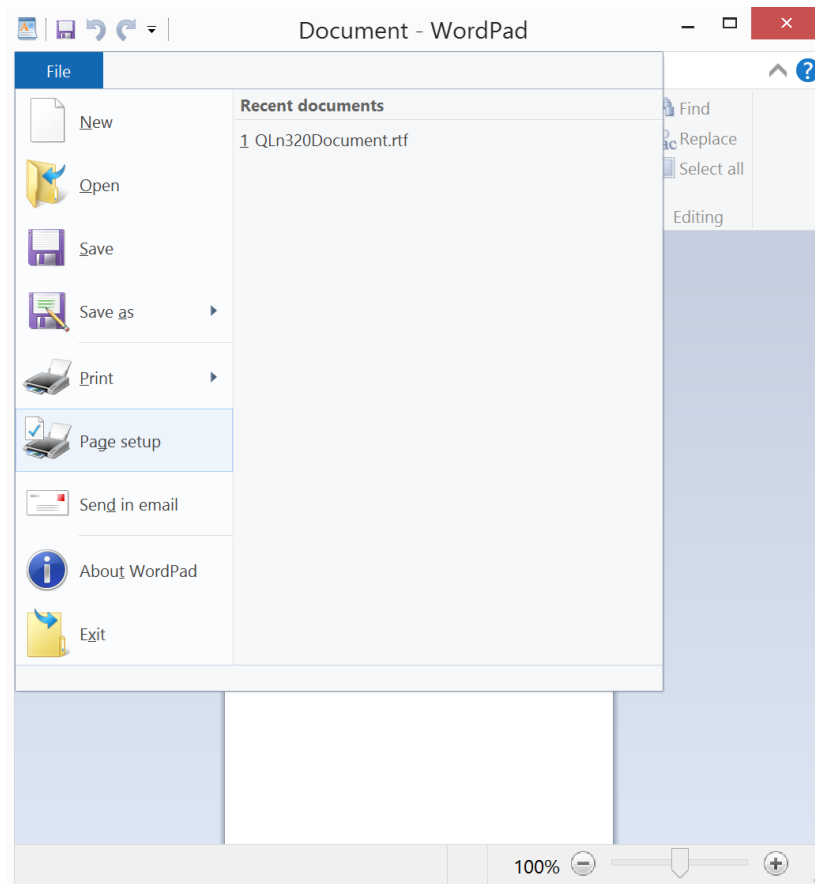 Document - WordPad
File
Recent documents
1 QLn320Document.rtf
New
Open
Save
Save as
Print
Page setup
Send in email
About WordPad
Exit
Find
Replace
Select all
Editing
100%